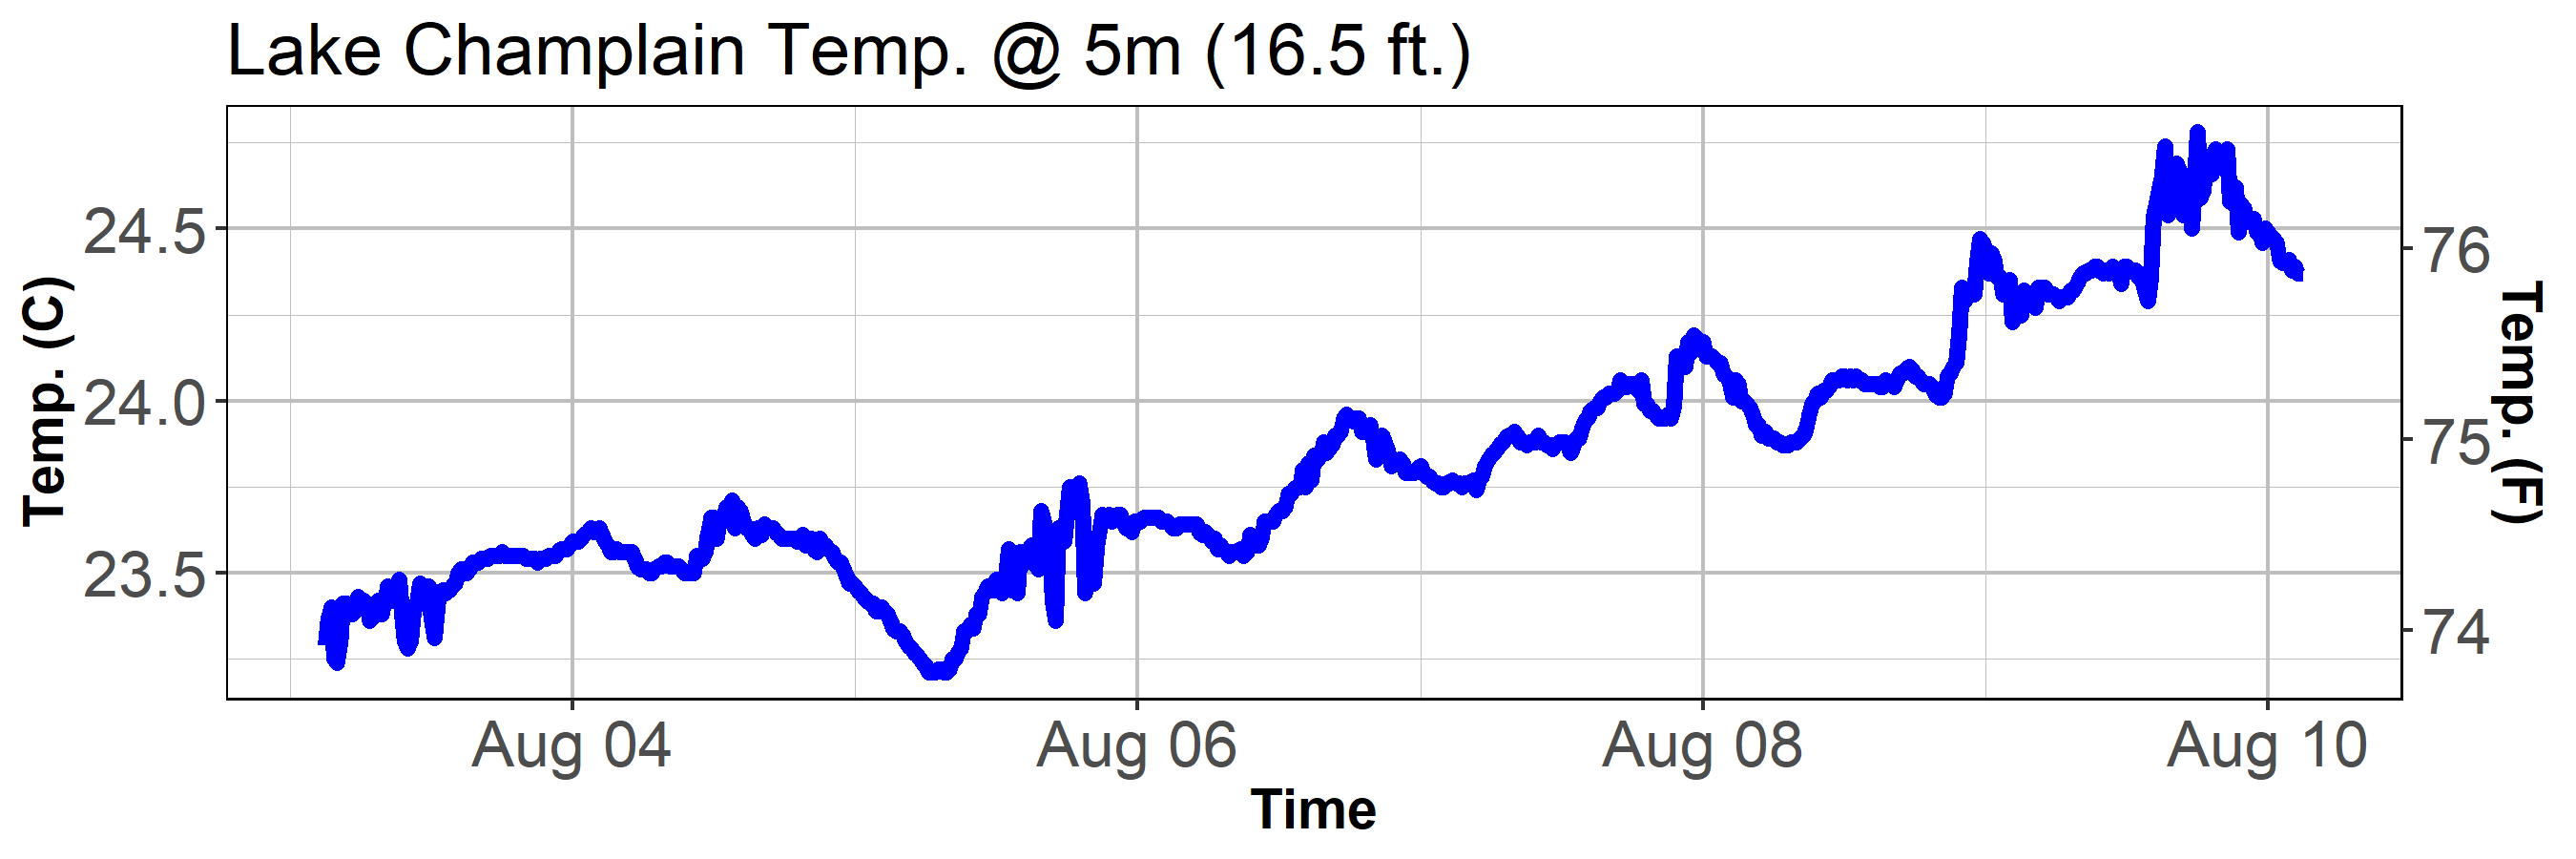 Lake Champlain Temp. @ 5m (16.5 ft.)
24.5
24.0
23.5
Temp. (C)
76
75
74
Temp. (F)
Aug 04 Aug 06 Aug 08 Aug 10
Time